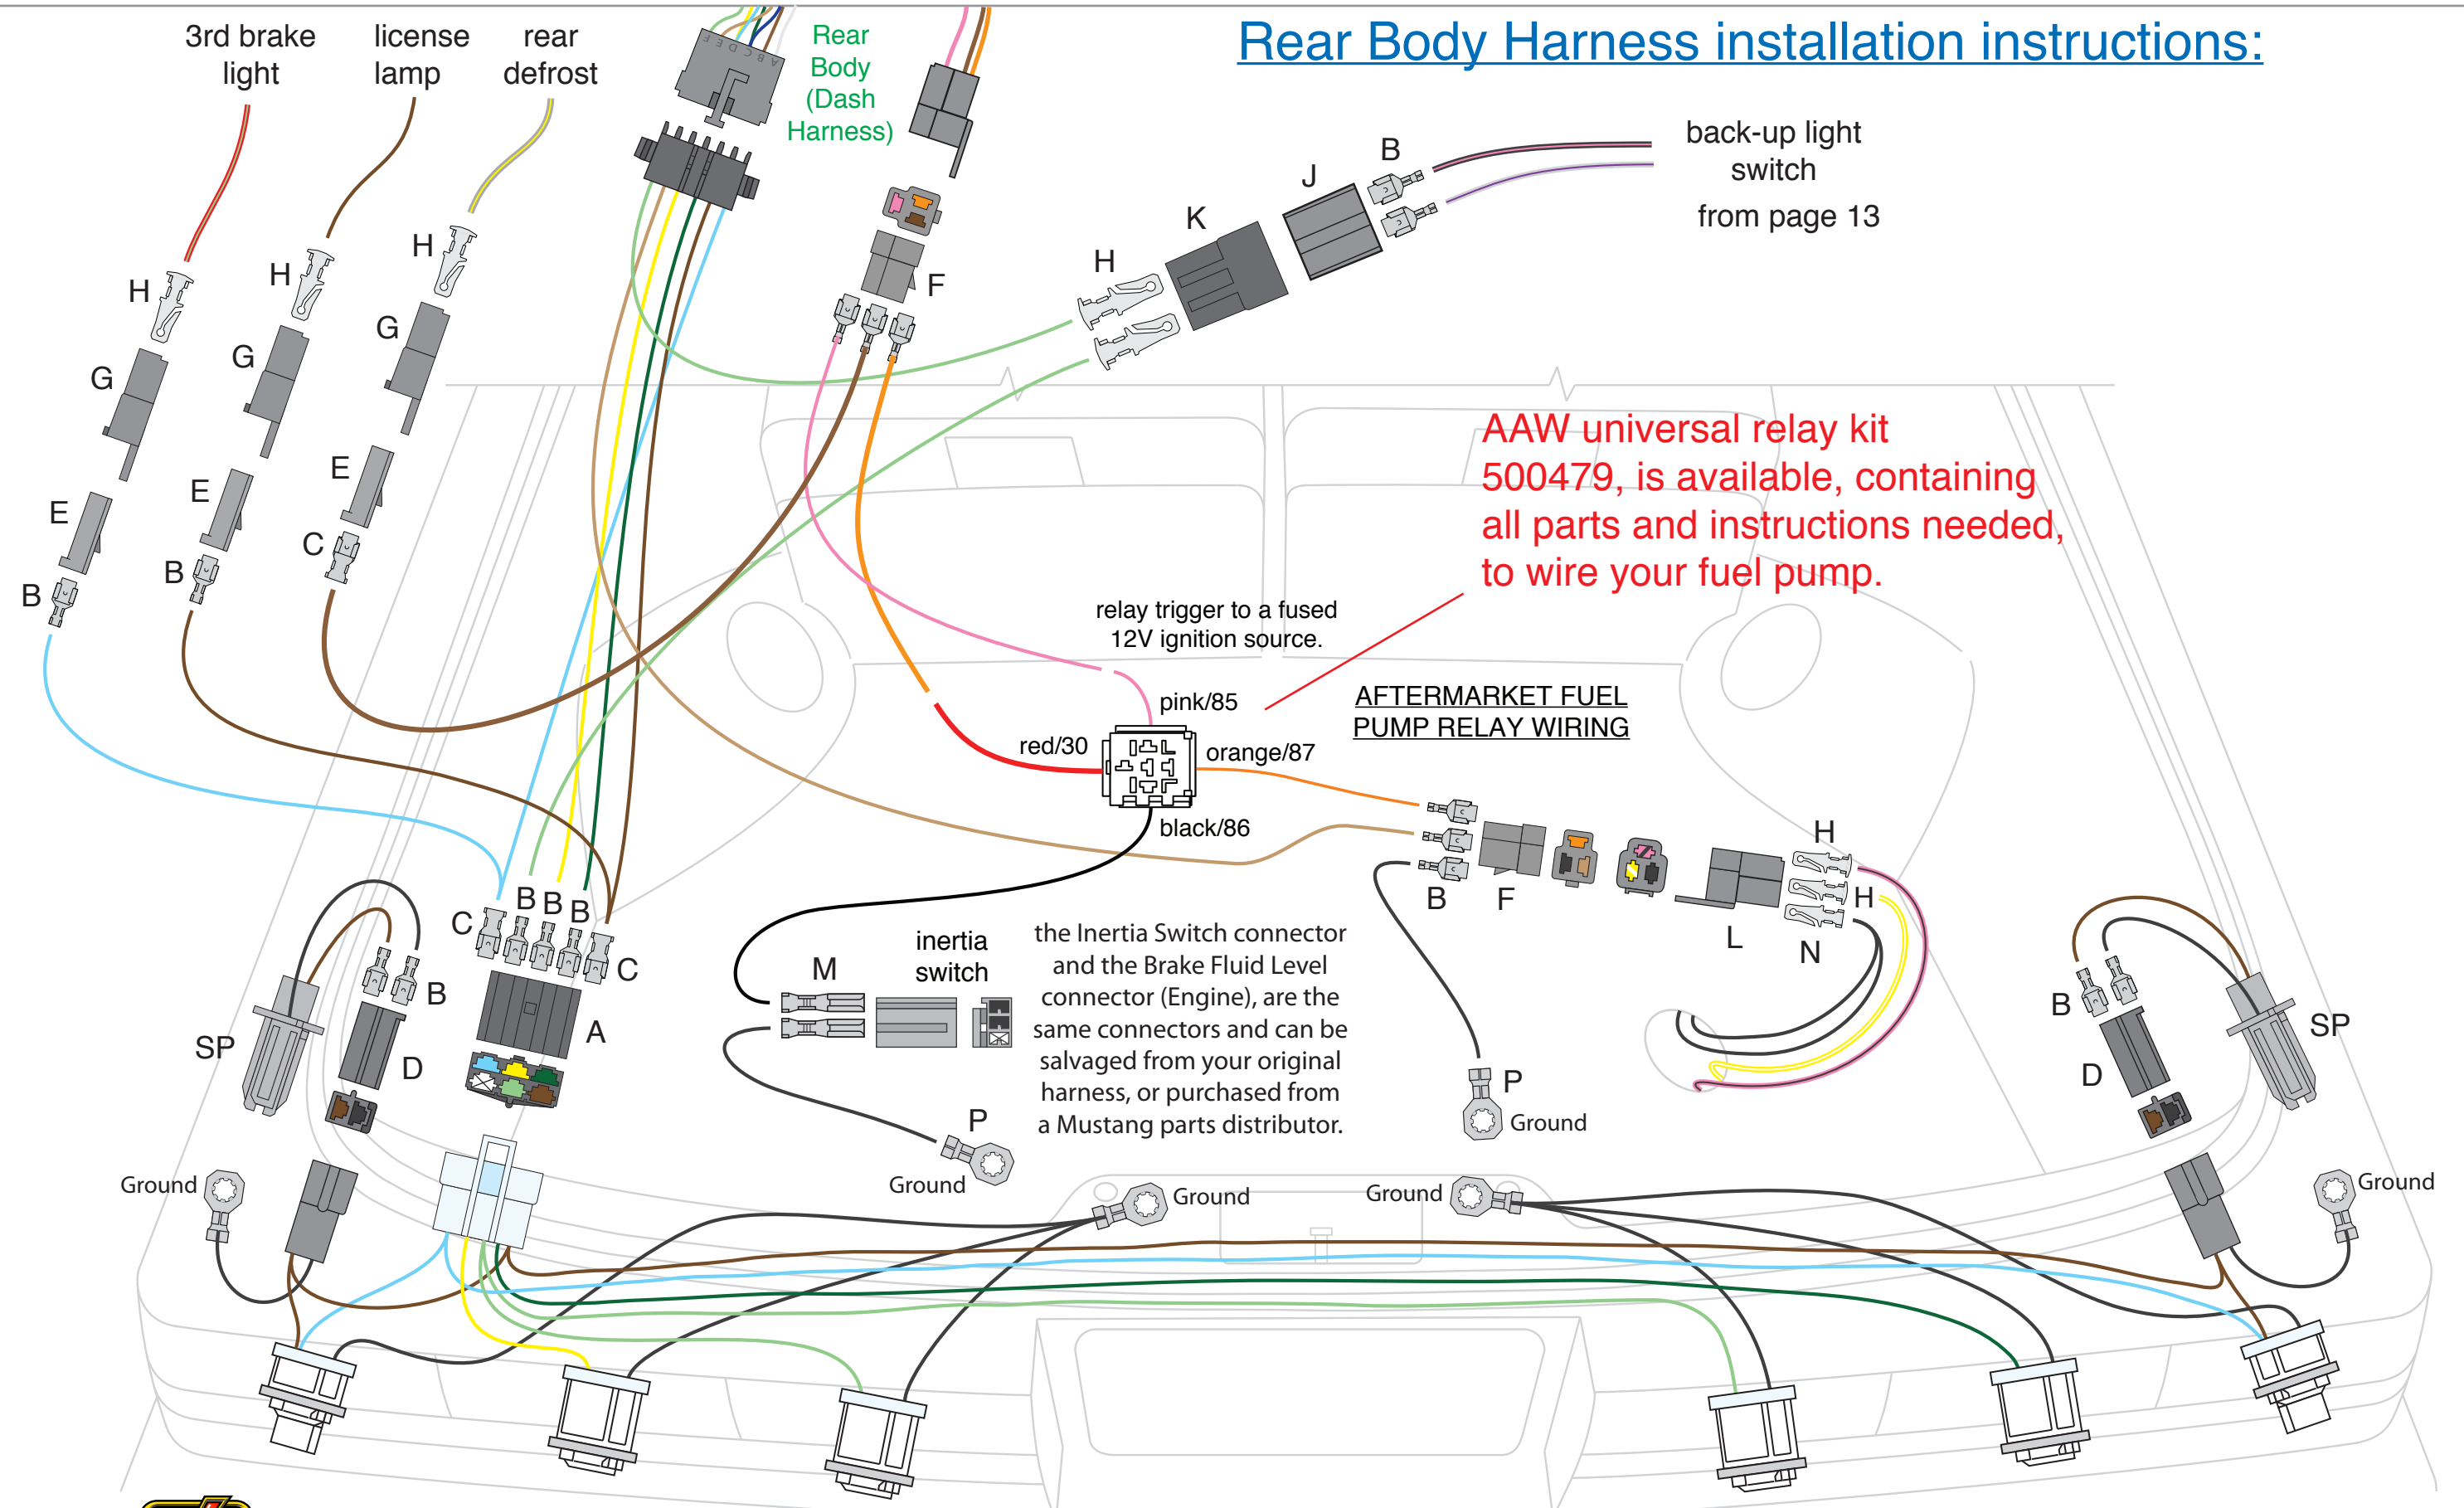 Rear Body Harness installation instructions:
3rd brake
light
license
lamp
rear
defrost
Rear
Body
(Dash
Harness)
F E D C B A
back-up light
switch
from page 13
B
J
K
H
H
H
H
G
G
G
F
E
E
E
C
B
B
AAW universal relay kit
500479, is available, containing
all parts and instructions needed,
to wire your fuel pump.
relay trigger to a fused
12V ignition source.
pink/85
AFTERMARKET FUEL
PUMP RELAY WIRING
red/30
orange/87
black/86
H
H
B
F
L
N
C
B B B
C
A
B
D
SP
M
inertia
switch
the Inertia Switch connector
and the Brake Fluid Level
connector (Engine), are the
same connectors and can be
salvaged from your original
harness, or purchased from
a Mustang parts distributor.
P
Ground
P
Ground
B
D
SP
Ground
Ground
Ground
Ground